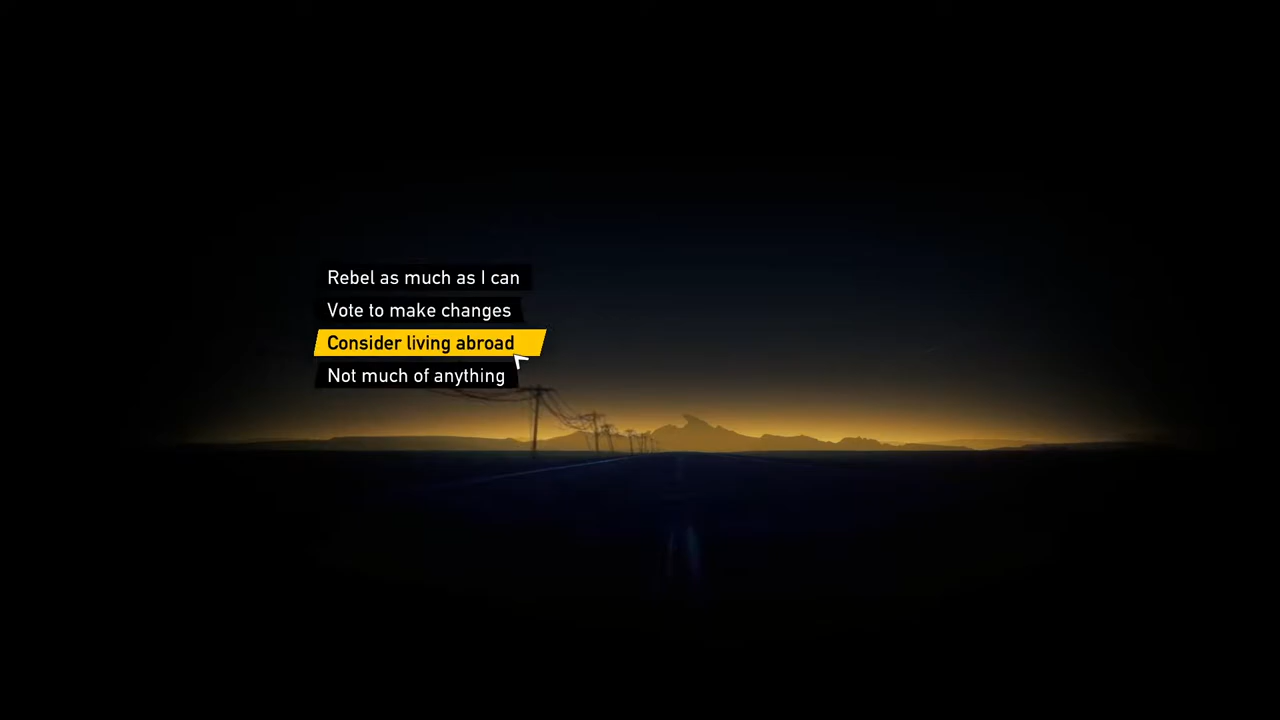 Rebel as much as I can
Vote to make changes
Consider living abroad
Not much of anything